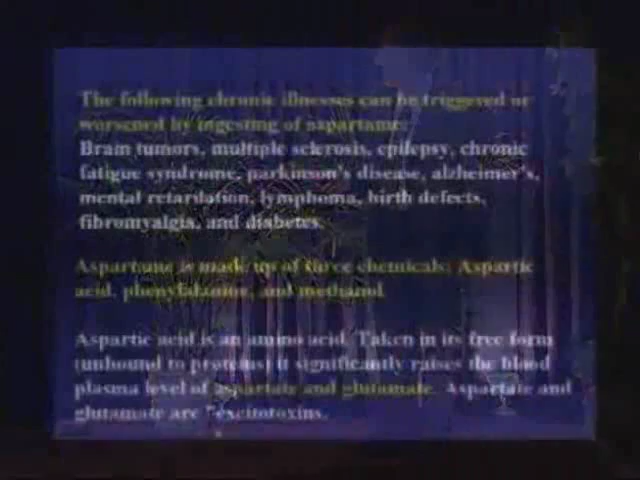 The following chronic illnesses can be triggered or
worsened by ingesting of aspartame:
Brain tumors, multiple sclerosis, epilepsy, chronic
fatigue syndrome, parkinson's disease, alzheimer's,
mental retardation, lymphoma, birth defects,
fibromyalgia, and diabetes.
Aspartame is made up of three chemicals: Aspartic
acid, phenylalanine, and methanol.
Aspartic acid is an amino acid. Taken in its free form
(unbound to proteins) it significantly raises the blood
plasma level of aspartate and glutamate. Aspartate and
glutamate are "excitotoxins.